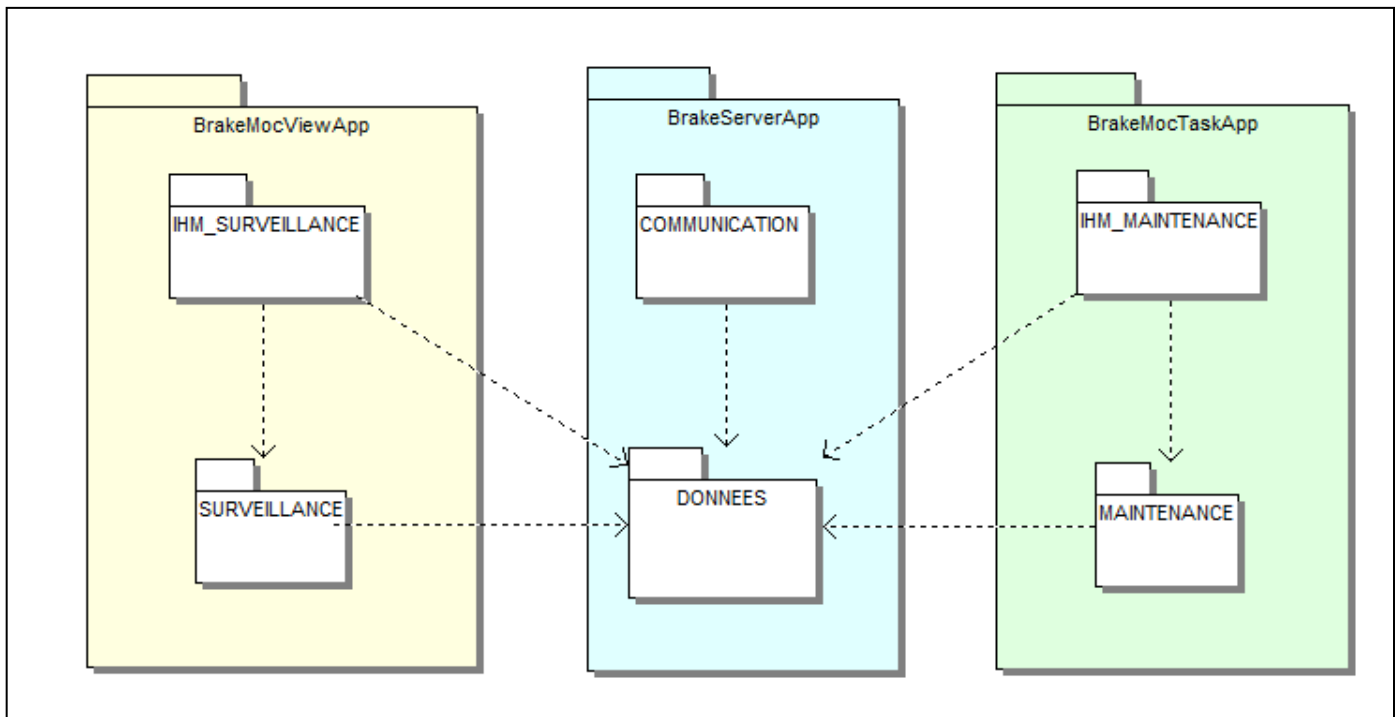 BrakeMocViewApp
IHM_SURVEILLANCE
SURVEILLANCE
BrakeServerApp
COMMUNICATION
DONNEES
BrakeMocTaskApp
IHM_MAINTENANCE
MAINTENANCE